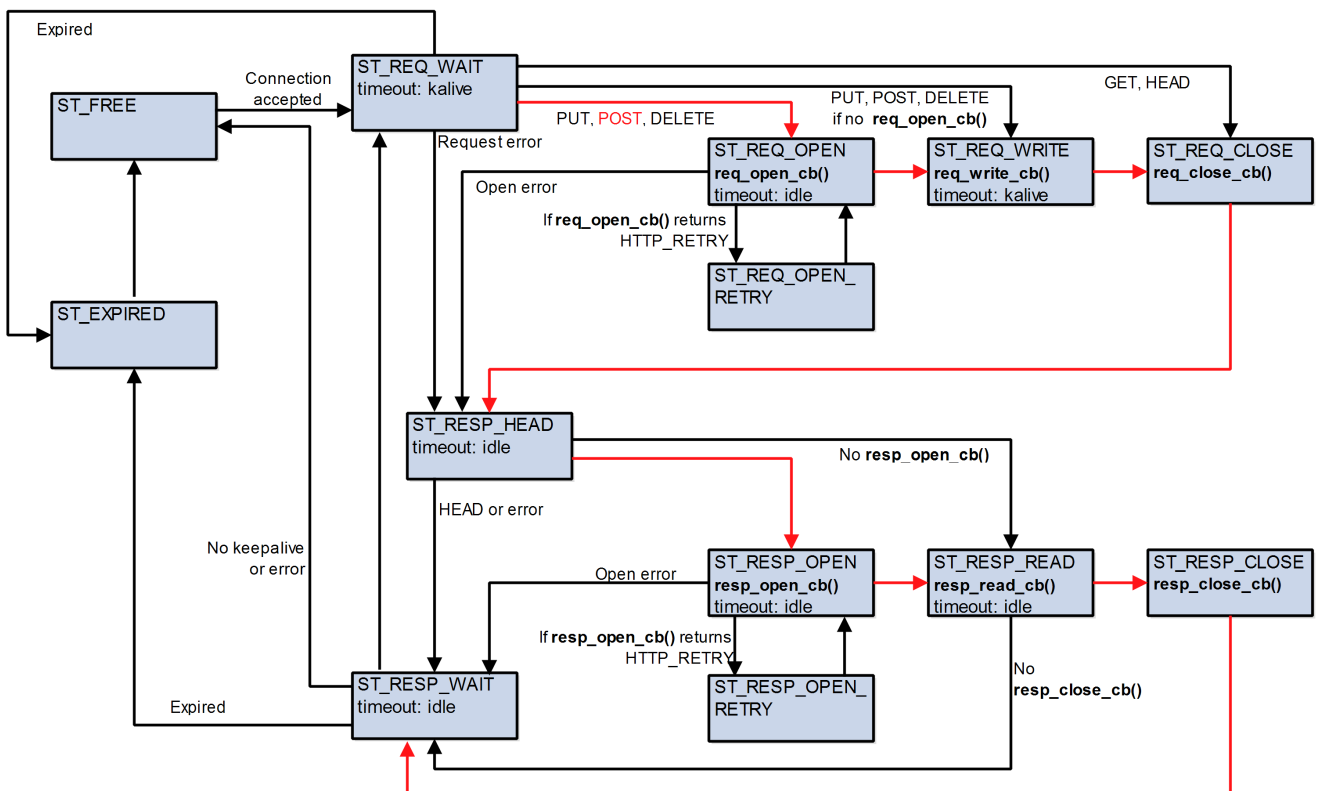 Expired
ST_REQ_WAIT
timeout: kalive
Connection
accepted
ST_FREE
GET, HEAD
PUT, POST, DELETE
if no req_open_cb()
PUT, POST, DELETE
Request error
ST_REQ_OPEN
req_open_cb()
timeout: idle
ST_REQ_WRITE
req_write_cb()
timeout: kalive
ST_REQ_CLOSE
req_close_cb()
Open error
If req_open_cb() returns
HTTP_RETRY
ST_REQ_OPEN_
RETRY
ST_EXPIRED
ST_RESP_HEAD
timeout: idle
No resp_open_cb()
HEAD or error
No keepalive
or error
Open error
ST_RESP_OPEN
resp_open_cb()
timeout: idle
ST_RESP_READ
resp_read_cb()
timeout: idle
ST_RESP_CLOSE
resp_close_cb()
If resp_open_cb() returns
HTTP_RETRY
ST_RESP_OPEN_
RETRY
No
resp_close_cb()
ST_RESP_WAIT
timeout: idle
Expired